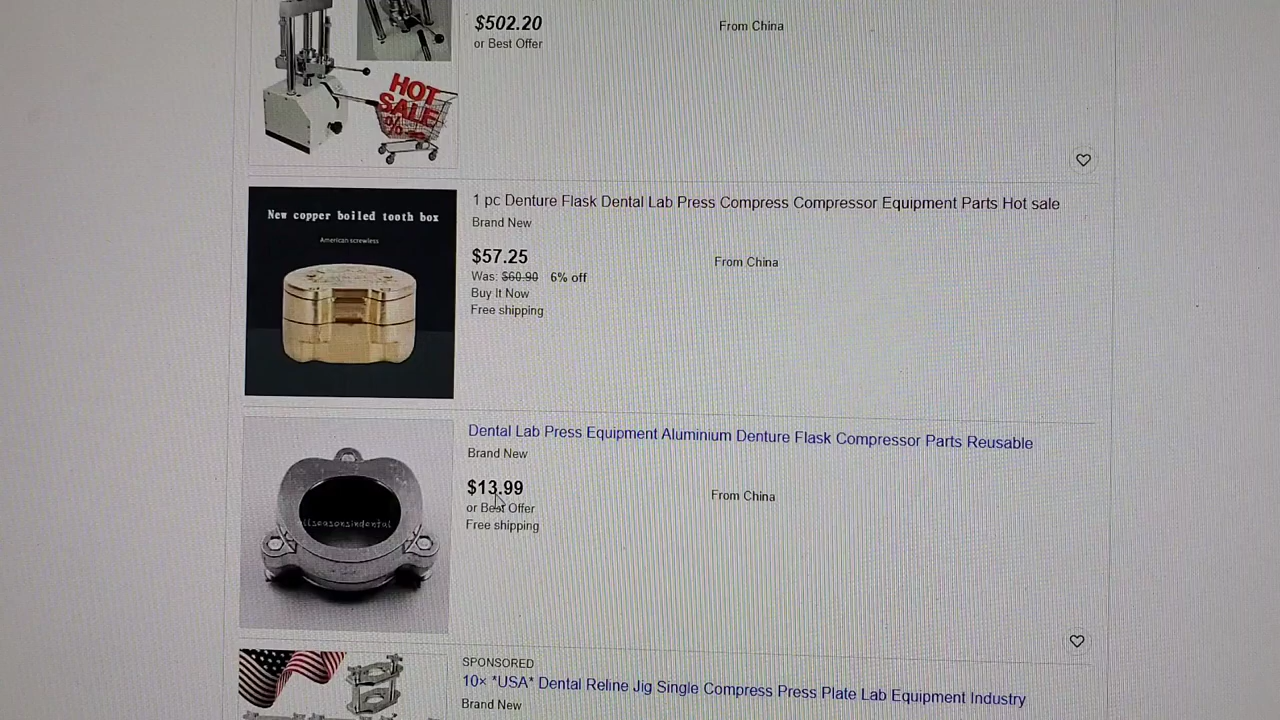 $502.20
or Best Offer
From China
HOT
SALE
%
1 pc Denture Flask Dental Lab Press Compress Compressor Equipment Parts Hot sale
Brand New
New copper boiled tooth box
American screwless
$57.25
Was: $60.90 6% off
Buy It Now
Free shipping
From China
Dental Lab Press Equipment Aluminium Denture Flask Compressor Parts Reusable
Brand New
$13.99
or Best Offer
Free shipping
From China
SPONSORED
10× *USA* Dental Reline Jig Single Compress Press Plate Lab Equipment Industry
Brand New